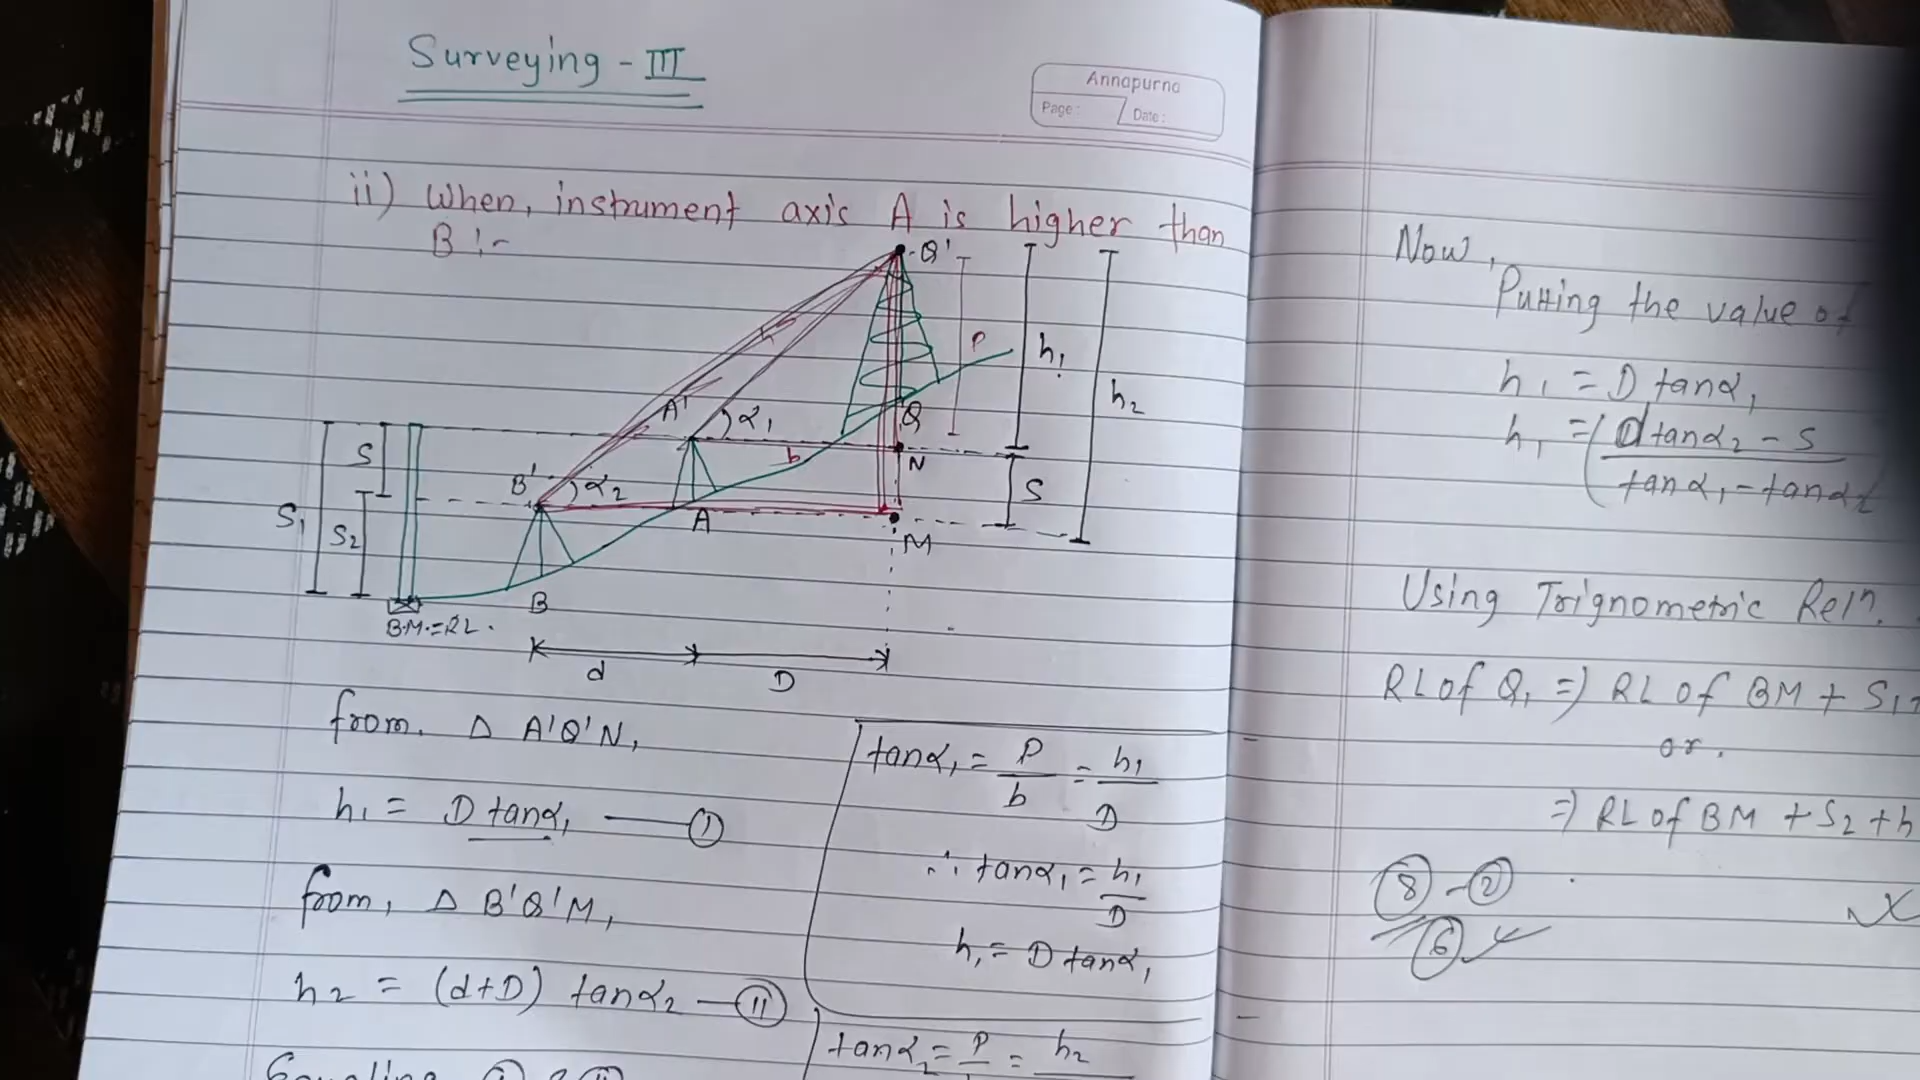 Surveying - III
Annapurna
Page:
Date:
ii) When, instrument axis A is higher than
B :-
Q'
P
h₁
h₂
A'
α₁
Q
b
N
S
B'
α₂
S
S₁
S₂
A
M
B
B.M.=RL.
d
D
from, Δ A'Q'N,
h₁ = D tanα₁ —— ①
from, Δ B'Q'M,
h₂ = (d+D) tanα₂ — ⑪
tanα₁ = P/b = h₁/D
∴ tanα₁ = h₁/D
h₁ = D tanα₁
tanα₂ = P/ = h₂
Now,
Putting the value of
h₁ = D tanα₁
h₁ = (d tanα₂ - s / tanα₁ - tanα₂
Using Trignometric Relⁿ.
RL of Q₁ => RL of BM + S₁+
or.
=> RL of BM + S₂ + h
⑧ - ②
⑥